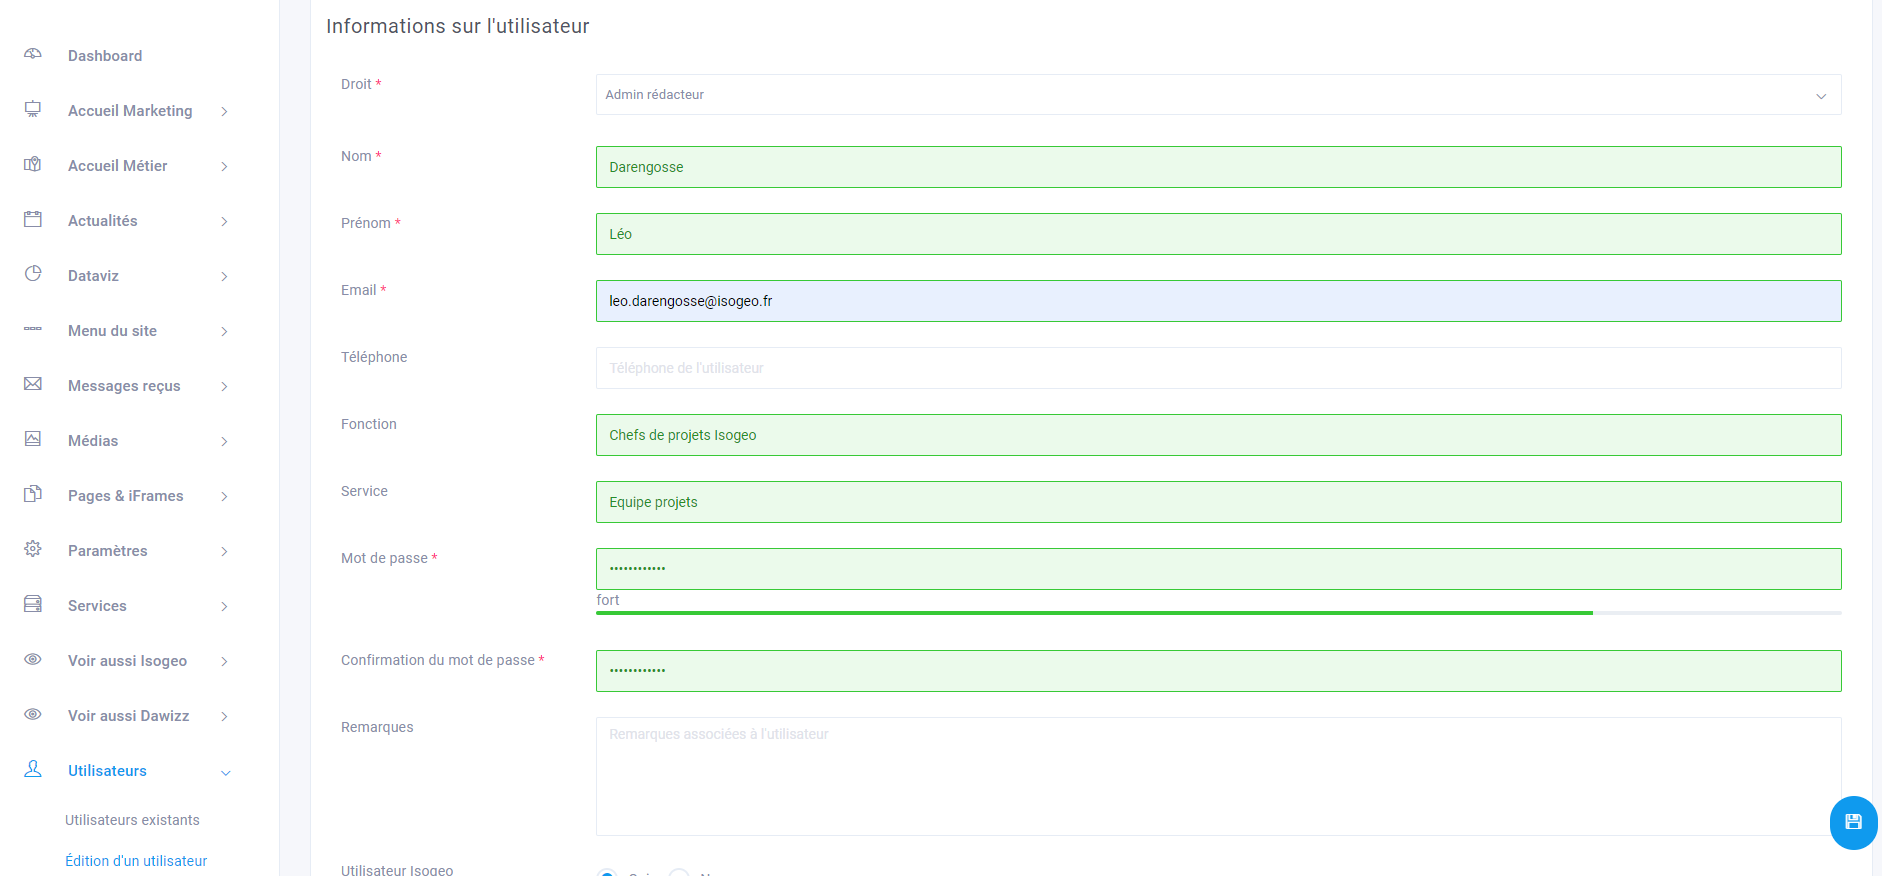 Dashboard
Accueil Marketing
Accueil Métier
Actualités
Dataviz
Menu du site
Messages reçus
Médias
Pages & iFrames
Paramètres
Services
Voir aussi Isogeo
Voir aussi Dawizz
Utilisateurs
Utilisateurs existants
Édition d'un utilisateur
Informations sur l'utilisateur
Droit *
Admin rédacteur
Nom *
Darengosse
Prénom *
Léo
Email *
leo.darengosse@isogeo.fr
Téléphone
Téléphone de l'utilisateur
Fonction
Chefs de projets Isogeo
Service
Equipe projets
Mot de passe *
••••••••••••
fort
Confirmation du mot de passe *
••••••••••••
Remarques
Remarques associées à l'utilisateur
Utilisateur Isogeo